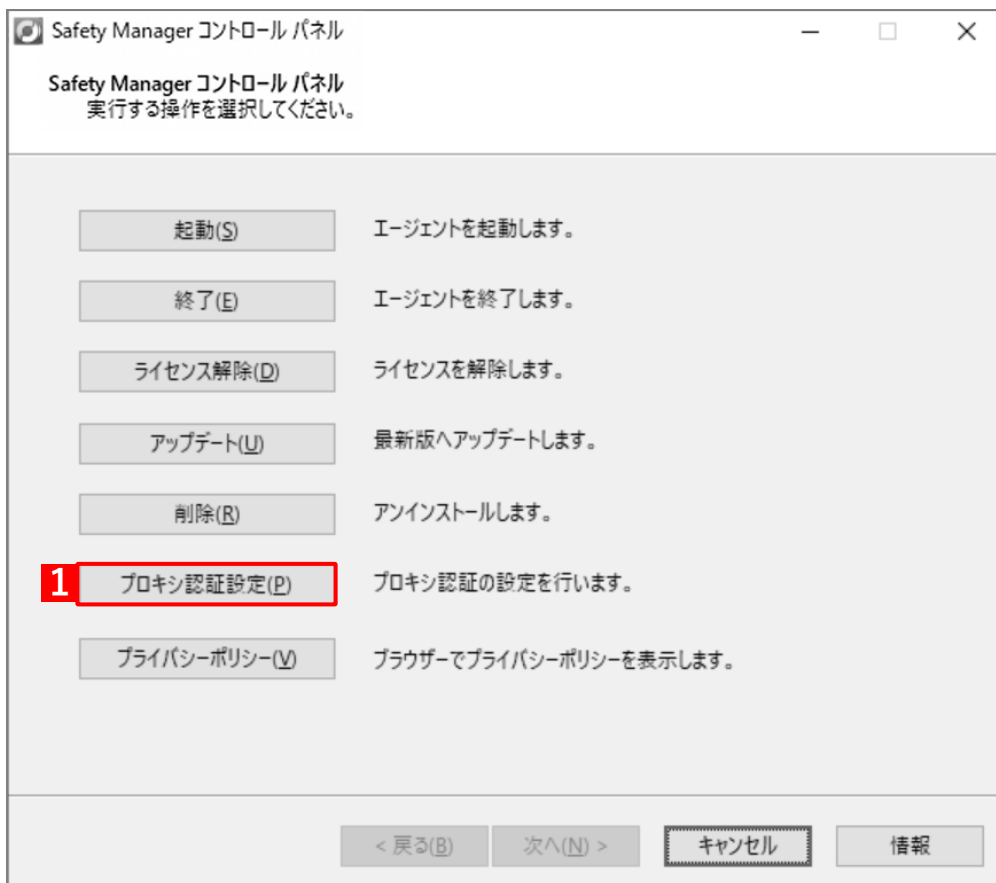 Safety Manager コントロール パネル
Safety Manager コントロール パネル
実行する操作を選択してください。
起動(S) エージェントを起動します。
終了(E) エージェントを終了します。
ライセンス解除(D) ライセンスを解除します。
アップデート(U) 最新版へアップデートします。
削除(R) アンインストールします。
1 プロキシ認証設定(P) プロキシ認証の設定を行います。
プライバシーポリシー(V) ブラウザーでプライバシーポリシーを表示します。
< 戻る(B) 次へ(N) > キャンセル 情報